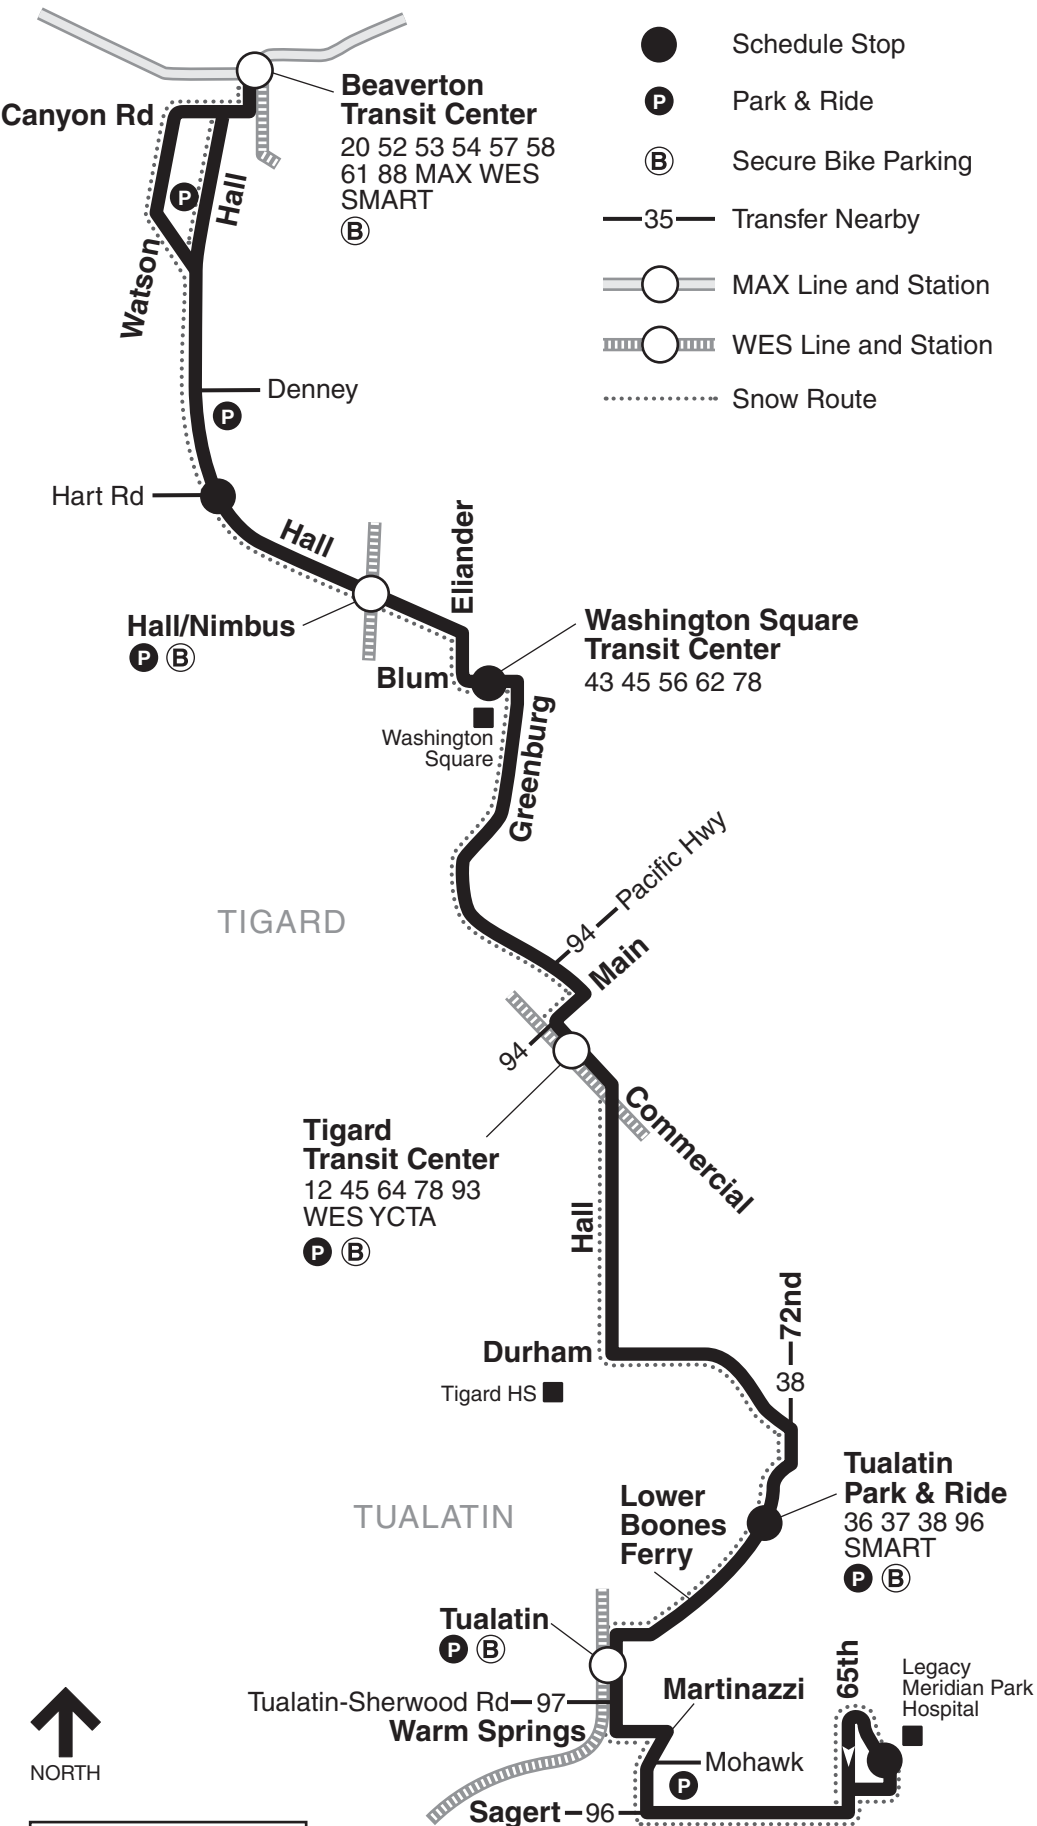 Schedule Stop
P
Park & Ride
B
Secure Bike Parking
35
Transfer Nearby
MAX Line and Station
WES Line and Station
Snow Route
Beaverton
Transit Center
20 52 53 54 57 58
61 88 MAX WES
SMART
B
Canyon Rd
P
Hall
Watson
Denney
P
Hart Rd
Hall
Eliander
Hall/Nimbus
P B
Washington Square
Transit Center
43 45 56 62 78
Blum
Washington
Square
Greenburg
TIGARD
94
Pacific Hwy
Main
94
Commercial
Tigard
Transit Center
12 45 64 78 93
WES YCTA
P B
Hall
72nd
38
Durham
Tigard HS
Tualatin
Park & Ride
36 37 38 96
SMART
P B
TUALATIN
Lower
Boones
Ferry
Tualatin
P B
65th
Legacy
Meridian Park
Hospital
Martinazzi
Tualatin-Sherwood Rd 97
Warm Springs
Mohawk
P
NORTH
Sagert 96